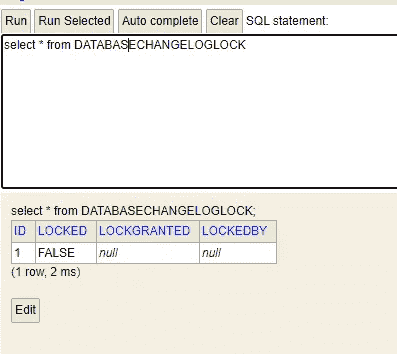 Run Run Selected Auto complete Clear SQL statement:
select * from DATABASECHANGELOGLOCK
select * from DATABASECHANGELOGLOCK;
ID LOCKED LOCKGRANTED LOCKEDBY
1 FALSE null null
(1 row, 2 ms)
Edit